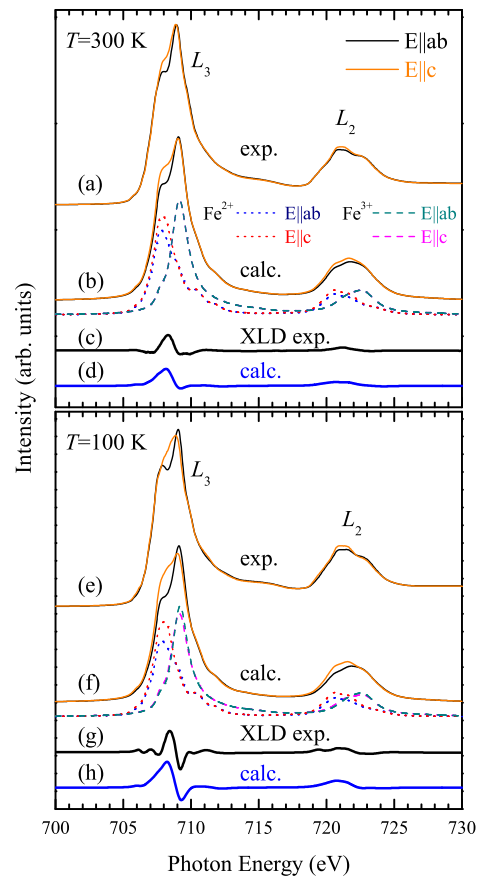 T=300 K
L3
E||ab
E||c
L2
exp.
(a)
Fe2+ E||ab Fe3+ E||ab
E||c E||c
(b)
calc.
(c)
XLD exp.
(d)
calc.
Intensity (arb. units)
T=100 K
L3
L2
exp.
(e)
calc.
(f)
(g)
XLD exp.
(h)
calc.
700 705 710 715 720 725 730
Photon Energy (eV)